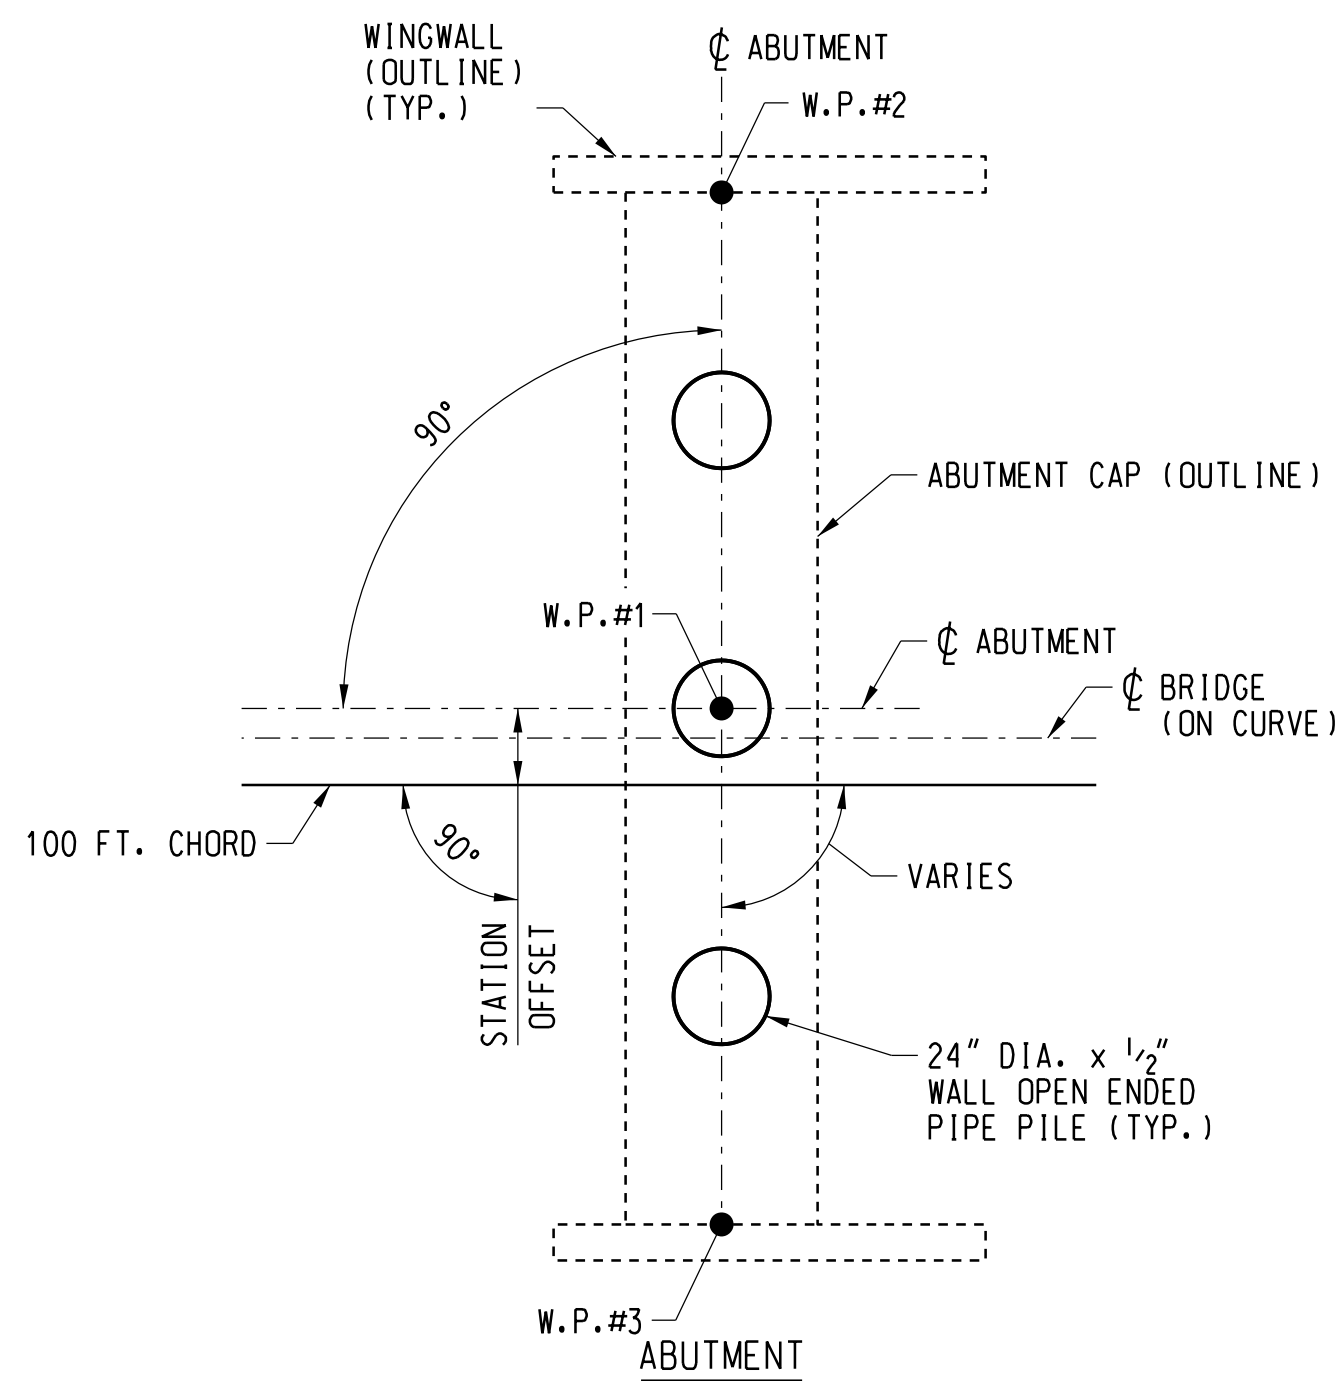 WINGWALL
(OUTLINE)
(TYP.)
℄ ABUTMENT
W.P.#2
90°
ABUTMENT CAP (OUTLINE)
W.P.#1
℄ ABUTMENT
℄ BRIDGE
(ON CURVE)
100 FT. CHORD
90°
VARIES
STATION
OFFSET
24" DIA. x 1/2"
WALL OPEN ENDED
PIPE PILE (TYP.)
W.P.#3
ABUTMENT